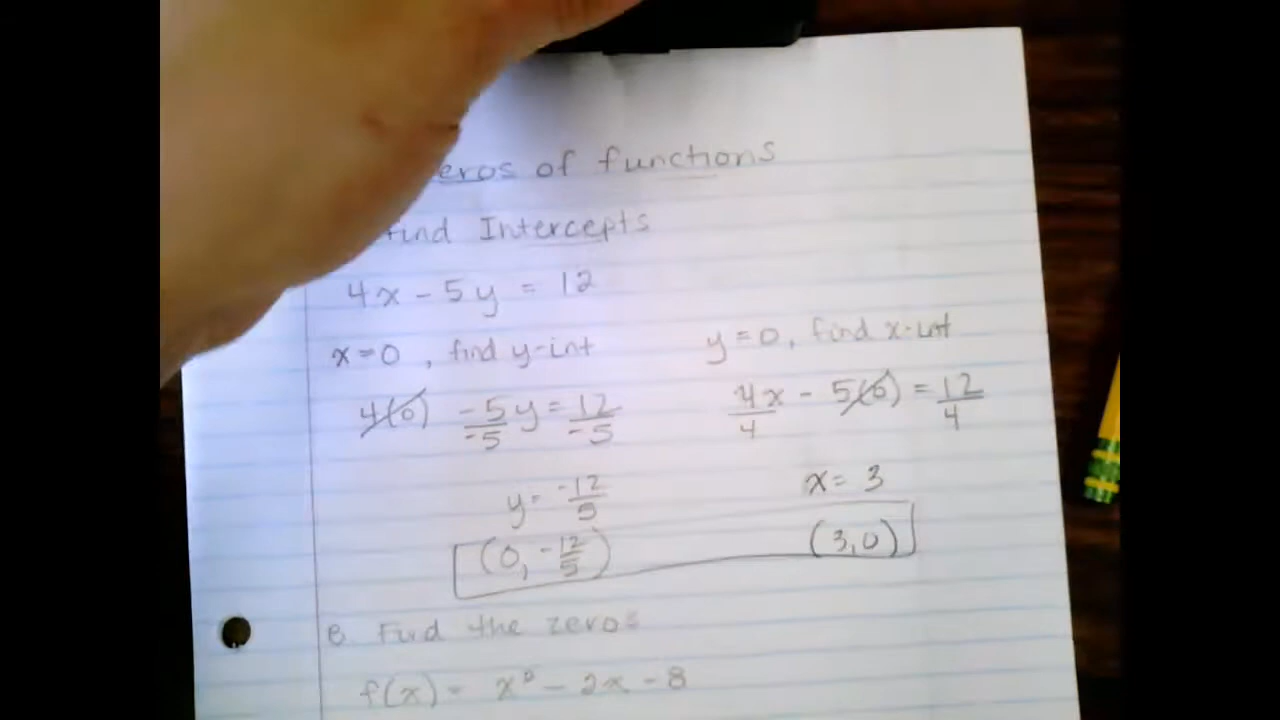 eros of functions
find Intercepts
4x - 5y = 12
x=0, find y-int
4(0) -5y/-5 = 12/-5
y= -12/5
(0, -12/5)
y=0, find x-int
4x/4 - 5(0) = 12/4
x= 3
(3,0)
B. Find the zeros
f(x) = x² - 2x - 8